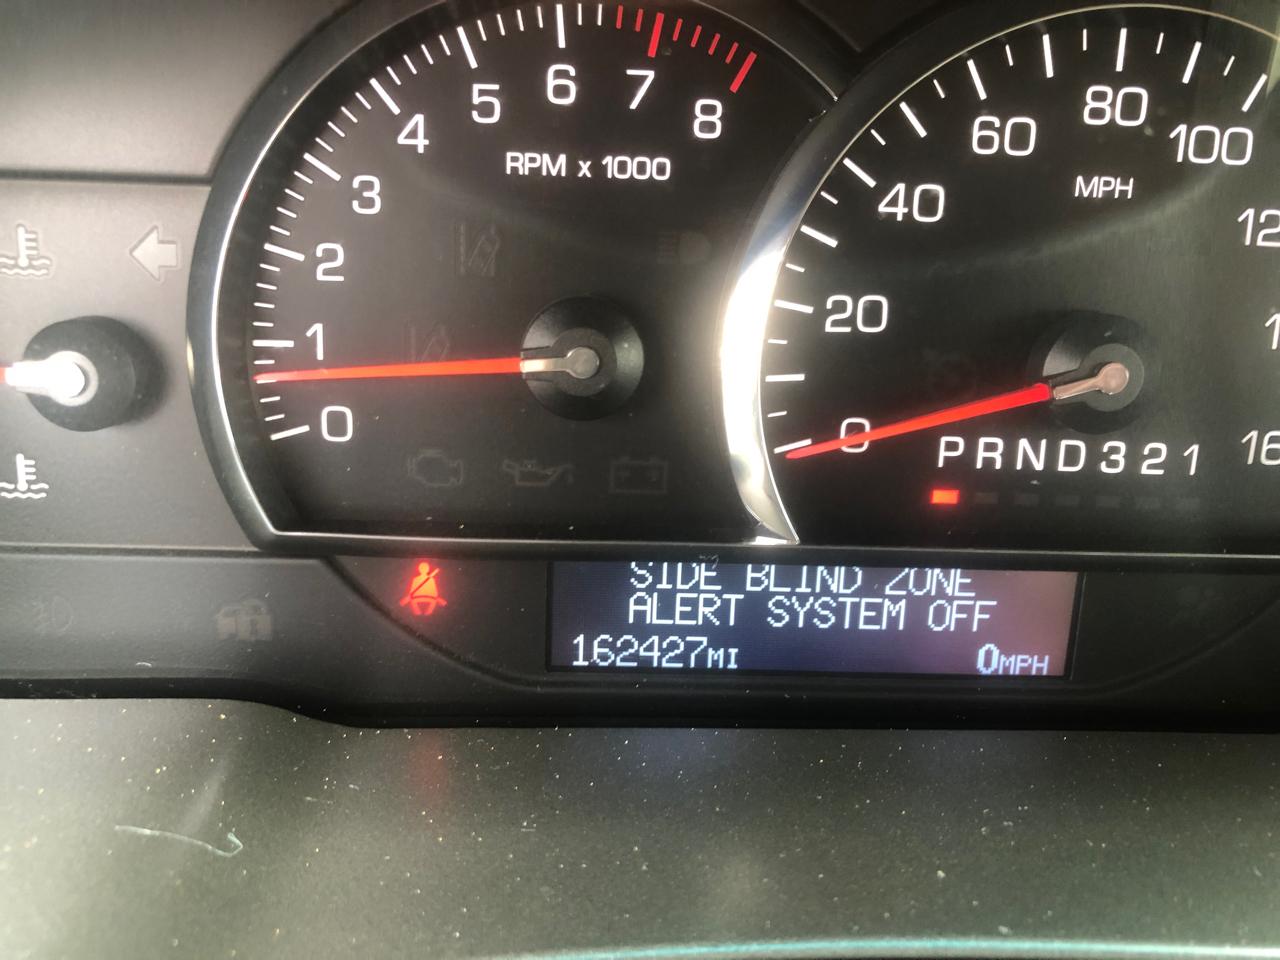 5 6 7 8
4
RPM x 1000
3
2
1
0
60 80 100
MPH
40
20
0
PRND321
16
SIDE BLIND ZONE
ALERT SYSTEM OFF
162427MI 0MPH